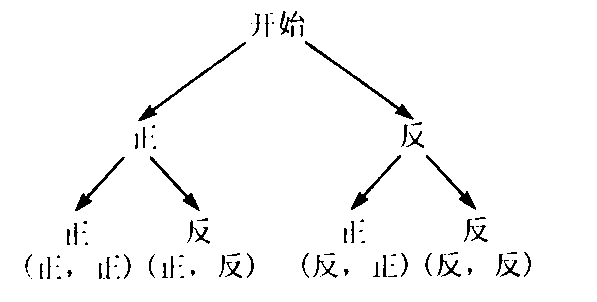 开始
正 反
正 反 正 反
(正，正) (正，反) (反，正) (反，反)